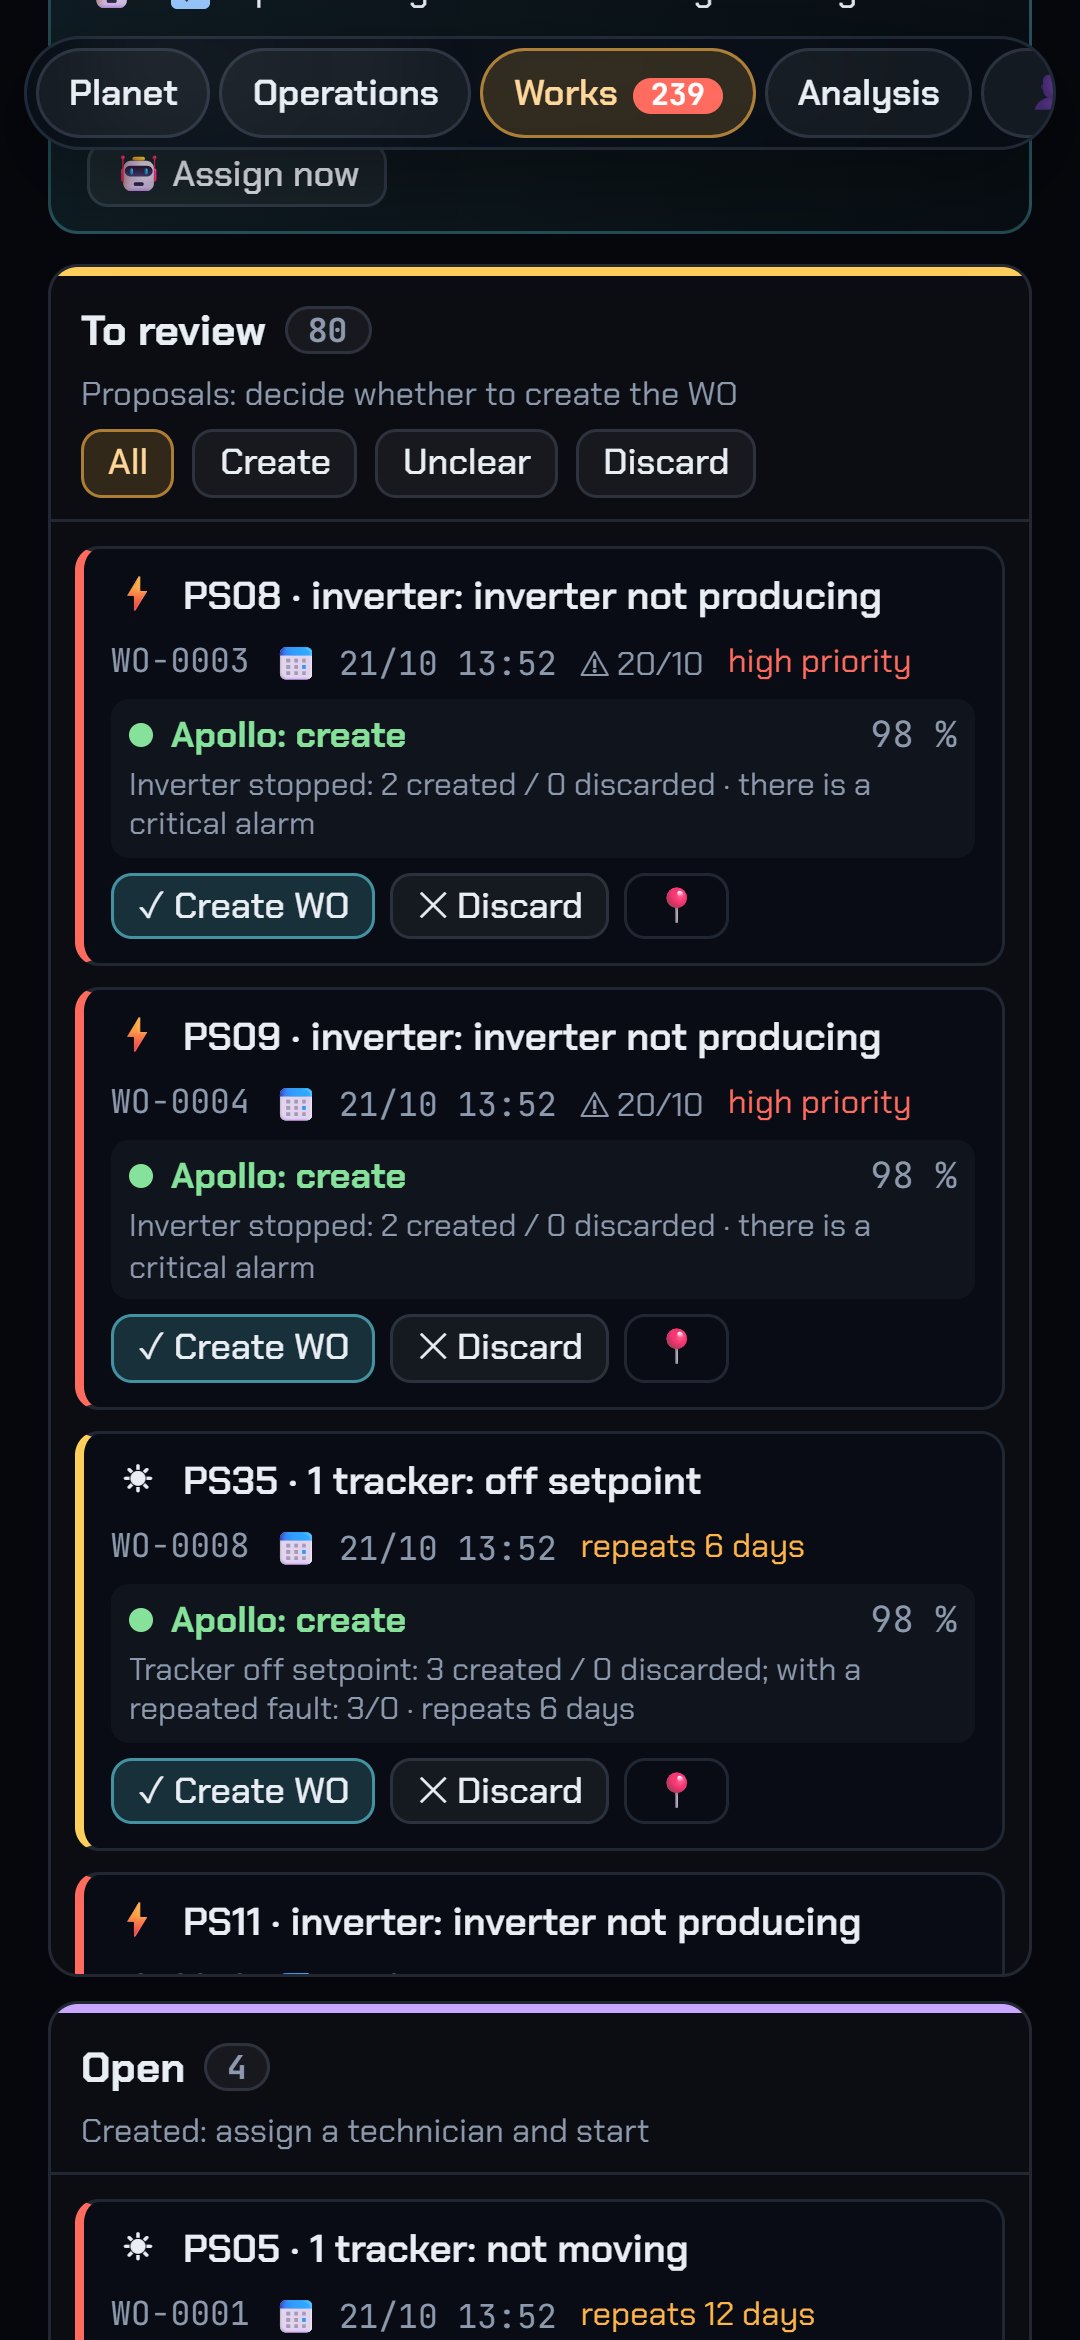 Planet
Operations
Works 239
Analysis
Assign now
To review 80
Proposals: decide whether to create the WO
All
Create
Unclear
Discard
PS08 · inverter: inverter not producing
WO-0003 21/10 13:52 ⚠ 20/10 high priority
Apollo: create 98 %
Inverter stopped: 2 created / 0 discarded · there is a
critical alarm
✓ Create WO
✕ Discard
PS09 · inverter: inverter not producing
WO-0004 21/10 13:52 ⚠ 20/10 high priority
Apollo: create 98 %
Inverter stopped: 2 created / 0 discarded · there is a
critical alarm
✓ Create WO
✕ Discard
PS35 · 1 tracker: off setpoint
WO-0008 21/10 13:52 repeats 6 days
Apollo: create 98 %
Tracker off setpoint: 3 created / 0 discarded; with a
repeated fault: 3/0 · repeats 6 days
✓ Create WO
✕ Discard
PS11 · inverter: inverter not producing
Open 4
Created: assign a technician and start
PS05 · 1 tracker: not moving
WO-0001 21/10 13:52 repeats 12 days